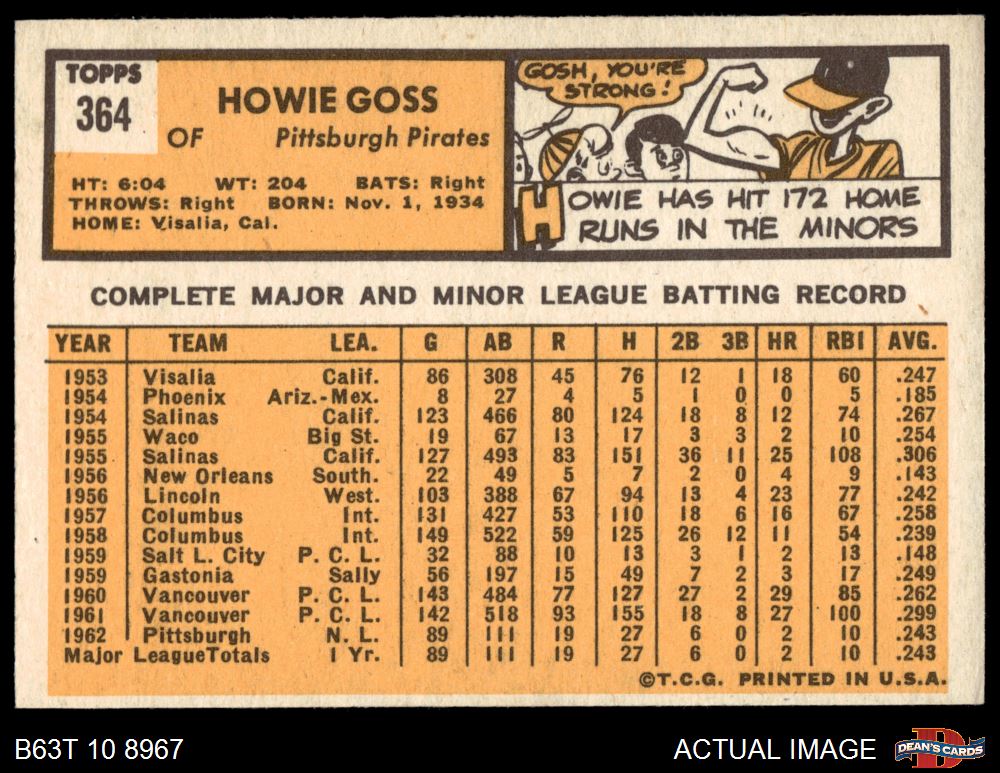 TOPPS
364
HOWIE GOSS
OF Pittsburgh Pirates
HT: 6:04 WT: 204 BATS: Right
THROWS: Right BORN: Nov. 1, 1934
HOME: Visalia, Cal.
GOSH, YOU'RE
STRONG!
HOWIE HAS HIT 172 HOME
RUNS IN THE MINORS
COMPLETE MAJOR AND MINOR LEAGUE BATTING RECORD
YEAR TEAM LEA. G AB R H 2B 3B HR RBI AVG.
1953 Visalia Calif. 86 308 45 76 12 1 18 60 .247
1954 Phoenix Ariz.-Mex. 8 27 4 5 1 0 0 5 .185
1954 Salinas Calif. 123 466 80 124 18 8 12 74 .267
1955 Waco Big St. 19 67 13 17 3 3 2 10 .254
1955 Salinas Calif. 127 493 83 151 36 11 25 108 .306
1956 New Orleans South. 22 49 5 7 2 0 4 9 .143
1956 Lincoln West. 103 388 67 94 13 4 23 77 .242
1957 Columbus Int. 131 427 53 110 18 6 16 67 .258
1958 Columbus Int. 149 522 59 125 26 12 11 54 .239
1959 Salt L. City P. C. L. 32 88 10 13 3 1 2 13 .148
1959 Gastonia Sally 56 197 15 49 7 2 3 17 .249
1960 Vancouver P. C. L. 143 484 77 127 27 2 29 85 .262
1961 Vancouver P. C. L. 142 518 93 155 18 8 27 100 .299
1962 Pittsburgh N. L. 89 111 19 27 6 0 2 10 .243
Major LeagueTotals 1 Yr. 89 111 19 27 6 0 2 10 .243
©T.C.G. PRINTED IN U.S.A.
B63T 10 8967 ACTUAL IMAGE DEAN'S CARDS